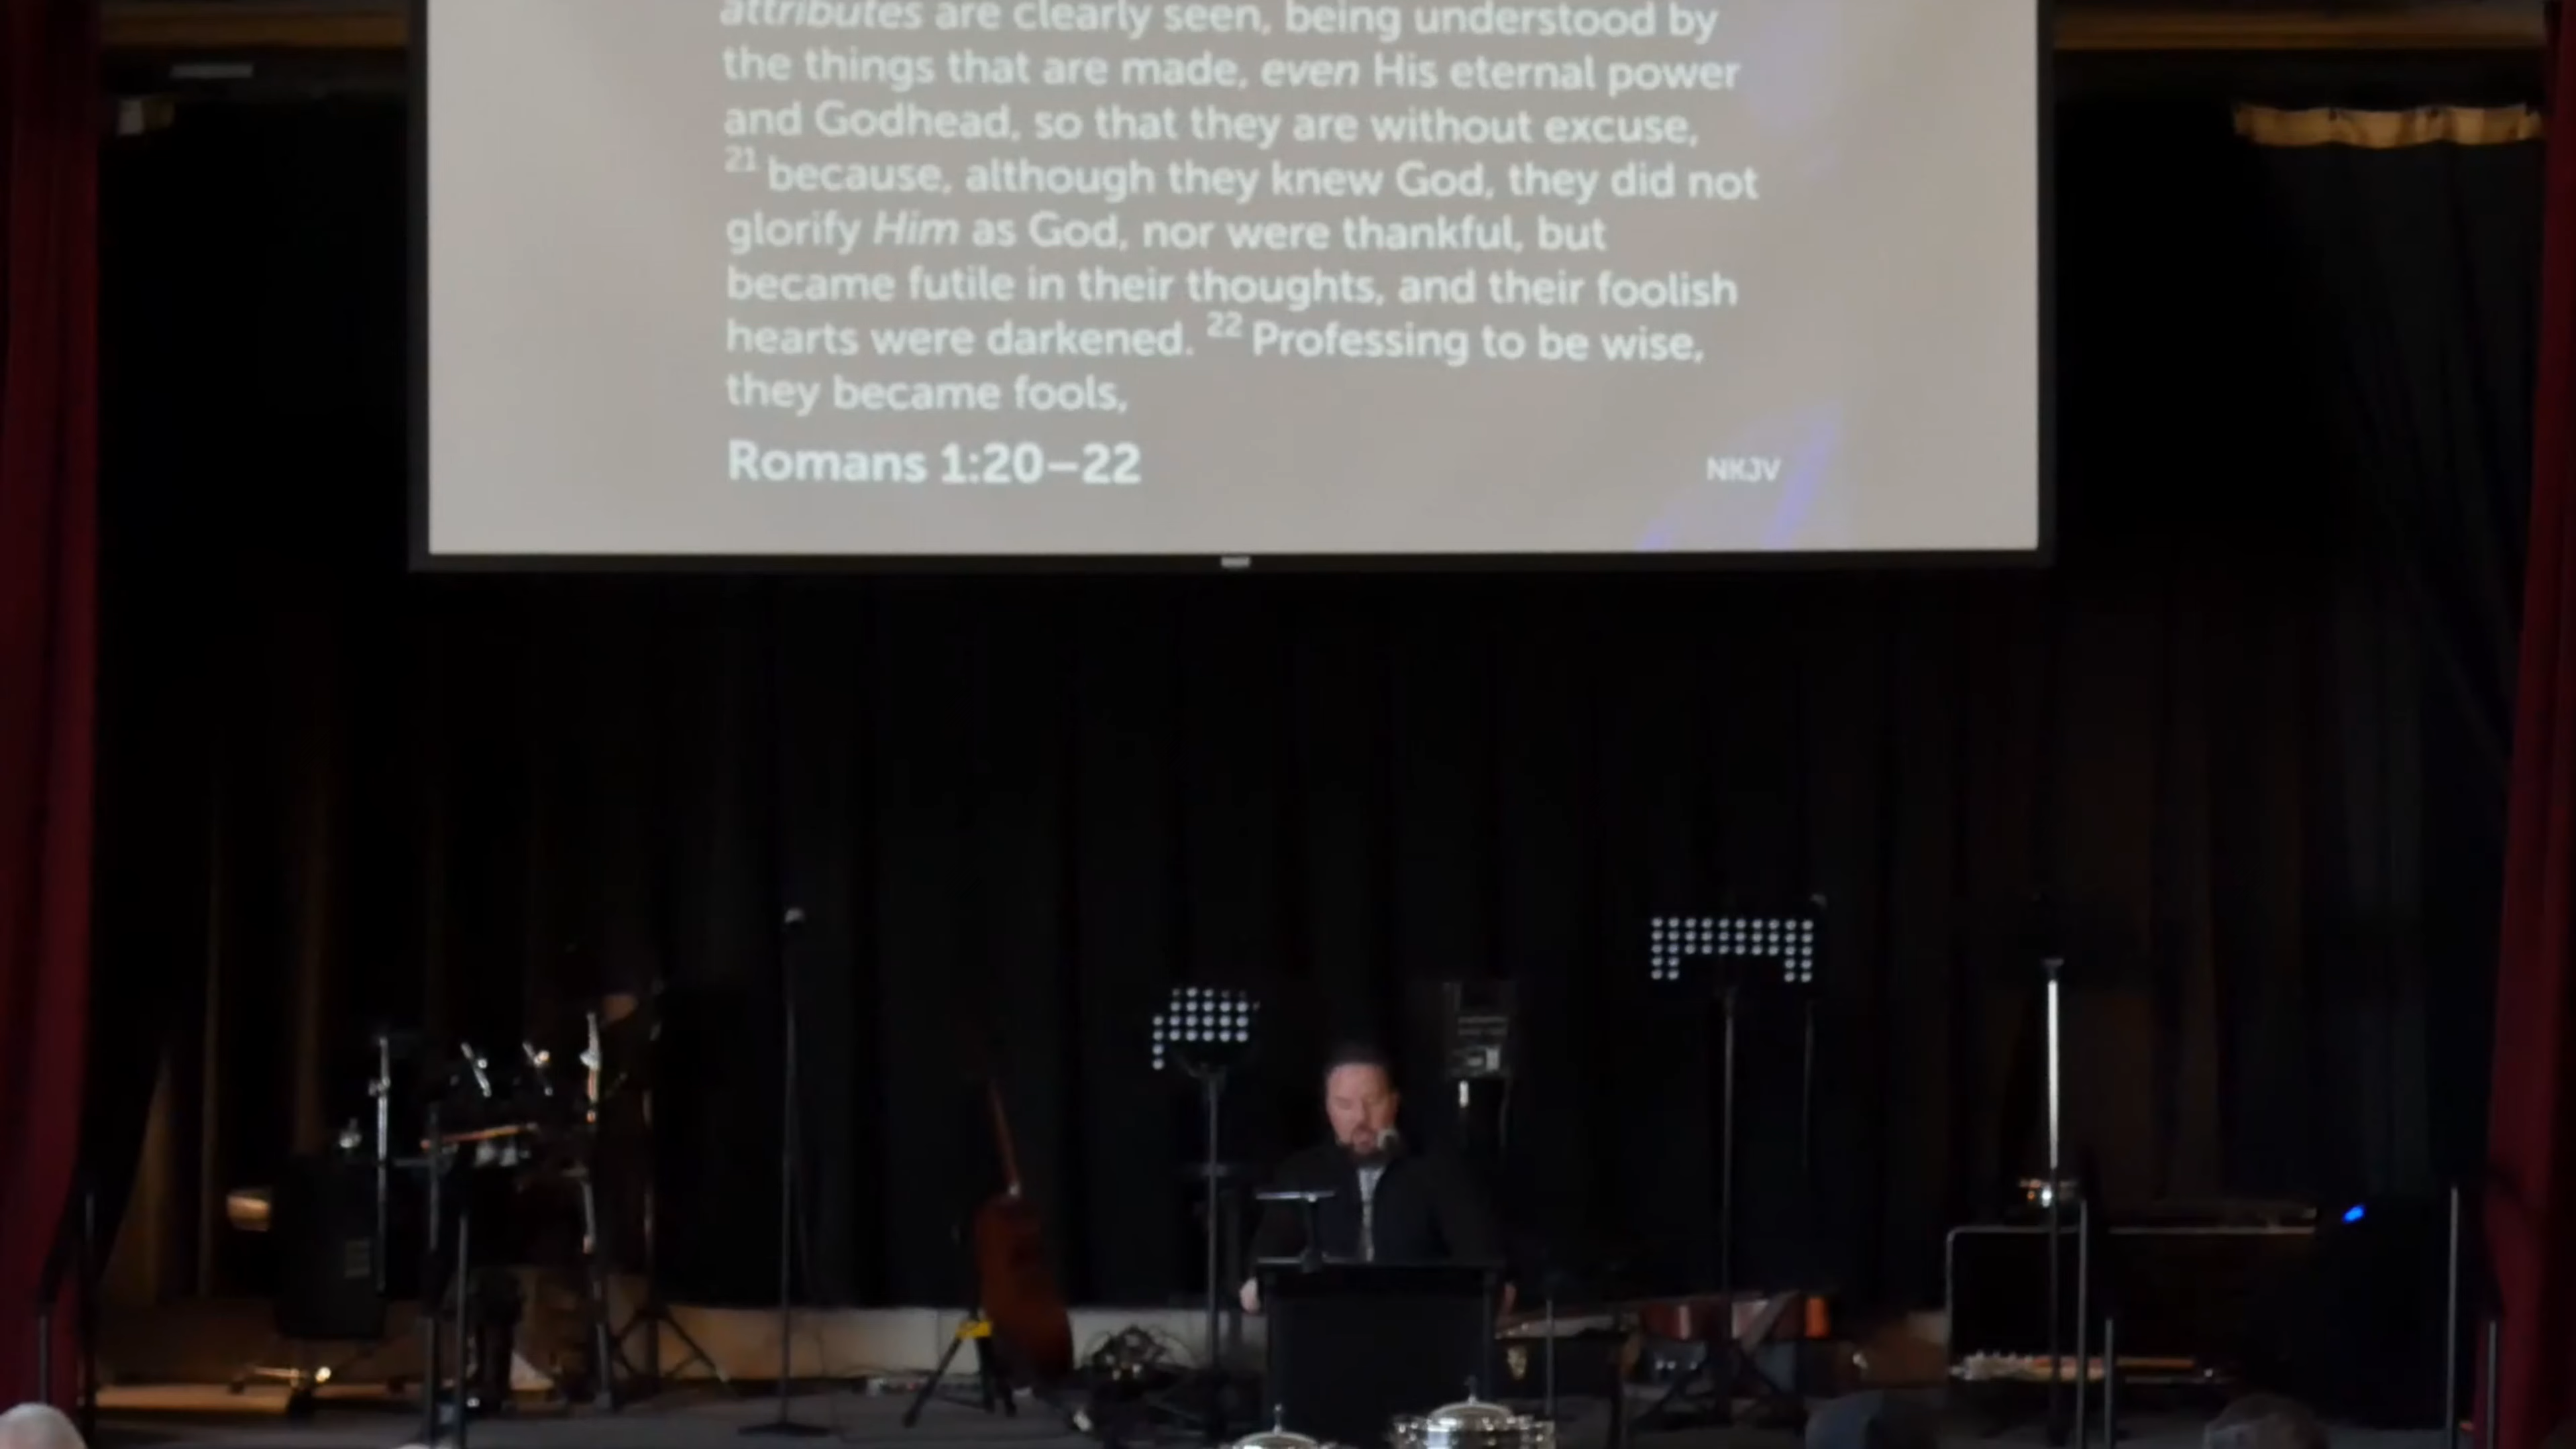 attributes are clearly seen, being understood by
the things that are made, even His eternal power
and Godhead, so that they are without excuse,
21 because, although they knew God, they did not
glorify Him as God, nor were thankful, but
became futile in their thoughts, and their foolish
hearts were darkened. 22 Professing to be wise,
they became fools,
Romans 1:20–22
NKJV